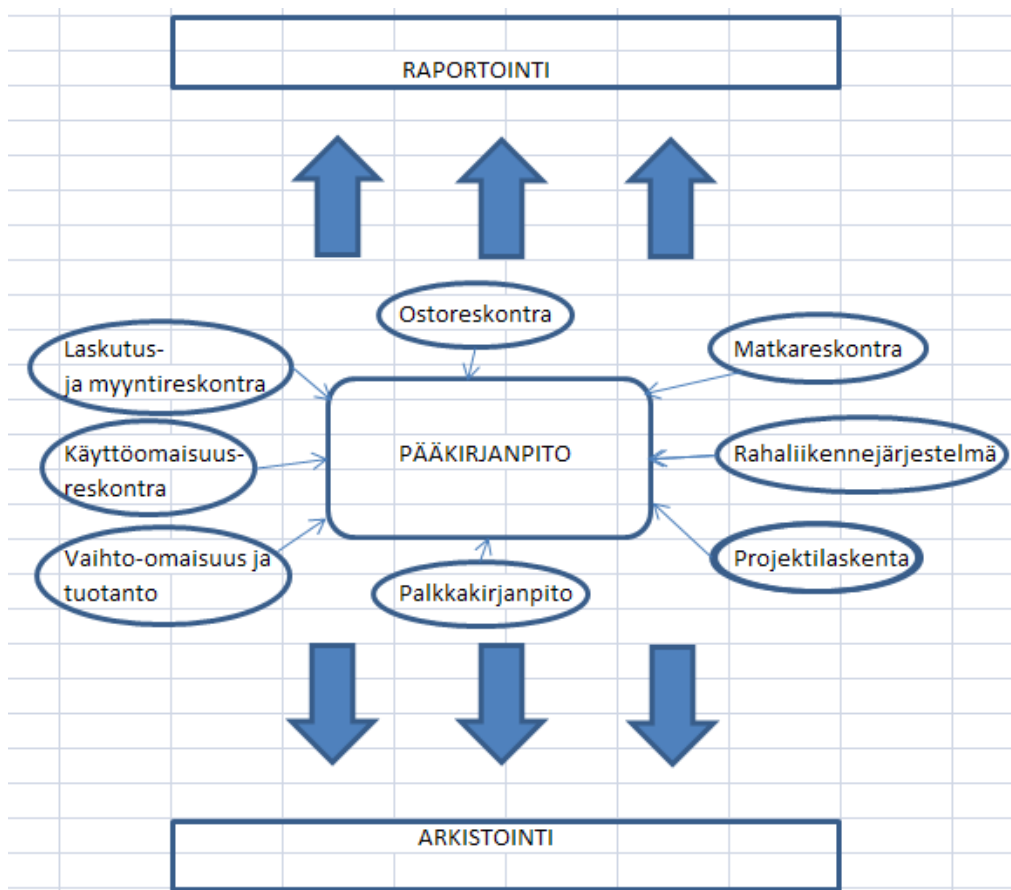 RAPORTOINTI
Ostoreskontra
Laskutus-
ja myyntireskontra
Matkareskontra
Käyttöomaisuus-
reskontra
PÄÄKIRJANPITO
Rahaliikennejärjestelmä
Vaihto-omaisuus ja
tuotanto
Palkkakirjanpito
Projektilaskenta
ARKISTOINTI